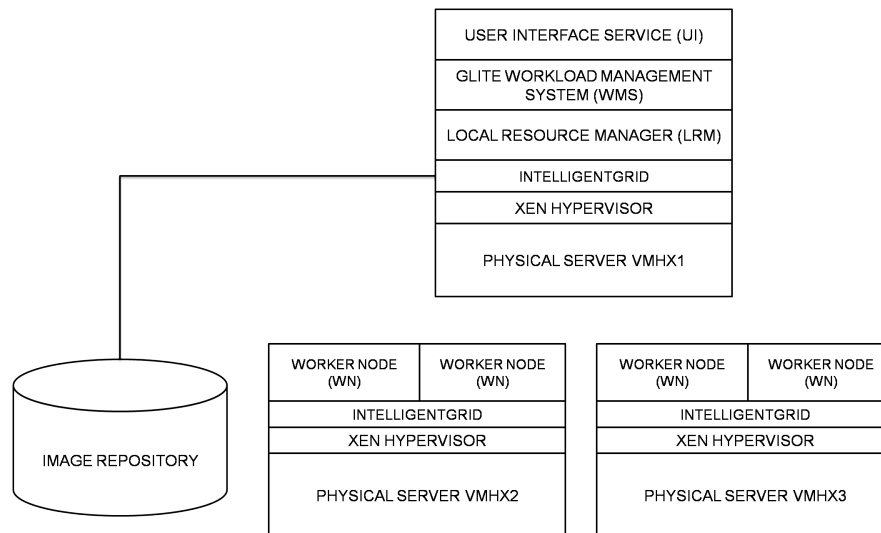 USER INTERFACE SERVICE (UI)
GLITE WORKLOAD MANAGEMENT
SYSTEM (WMS)
LOCAL RESOURCE MANAGER (LRM)
INTELLIGENTGRID
XEN HYPERVISOR
PHYSICAL SERVER VMHX1
IMAGE REPOSITORY
WORKER NODE
(WN)
WORKER NODE
(WN)
INTELLIGENTGRID
XEN HYPERVISOR
PHYSICAL SERVER VMHX2
WORKER NODE
(WN)
WORKER NODE
(WN)
INTELLIGENTGRID
XEN HYPERVISOR
PHYSICAL SERVER VMHX3